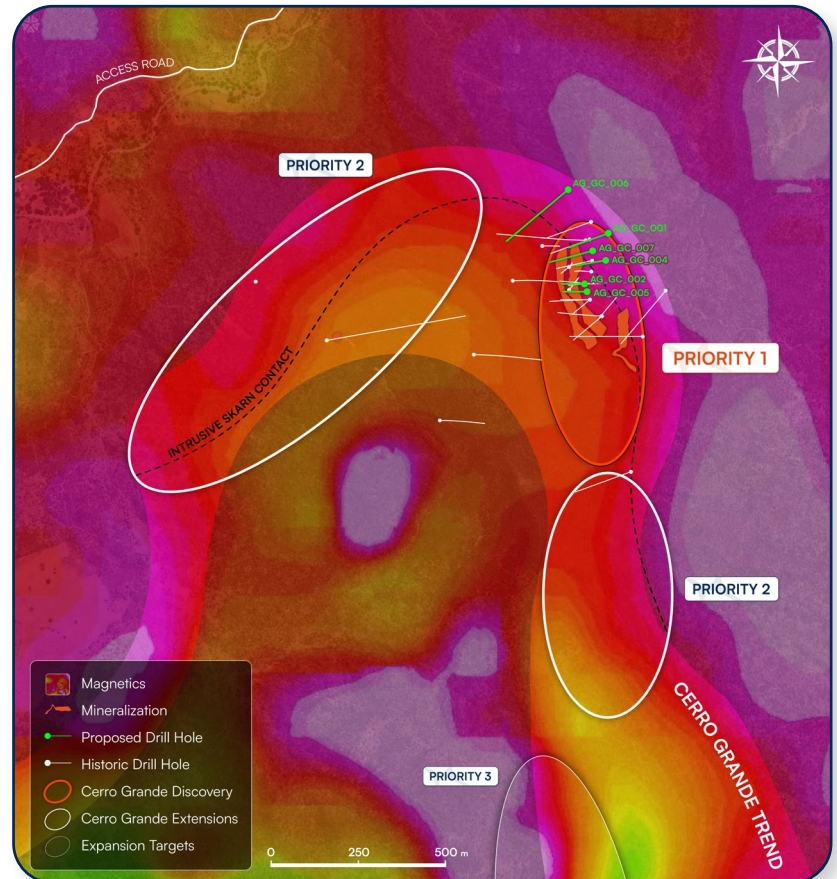 ACCESS ROAD
PRIORITY 2
AG_GC_006
AG_GC_001
AG_GC_007
AG_GC_004
AG_GC_002
AG_GC_005
PRIORITY 1
INTRUSIVE SKARN CONTACT
PRIORITY 2
CERRO GRANDE TREND
PRIORITY 3
Magnetics
Mineralization
Proposed Drill Hole
Historic Drill Hole
Cerro Grande Discovery
Cerro Grande Extensions
Expansion Targets
0 250 500 m